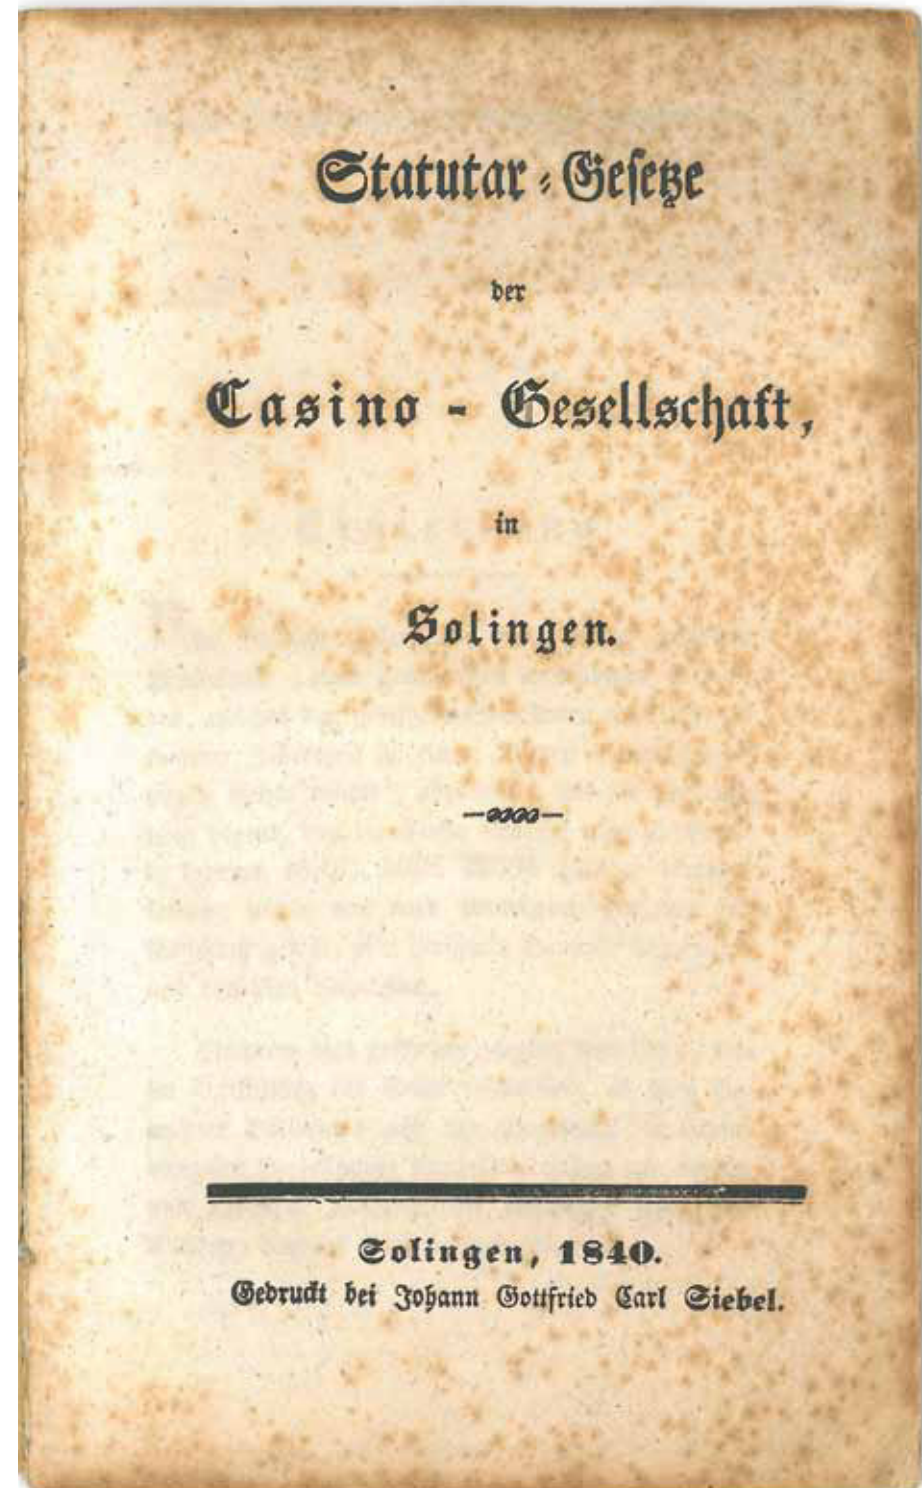 Statutar-Gesetze
der
Casino - Gesellschaft,
in
Solingen.
Solingen, 1840.
Gedruckt bei Johann Gottfried Carl Siebel.